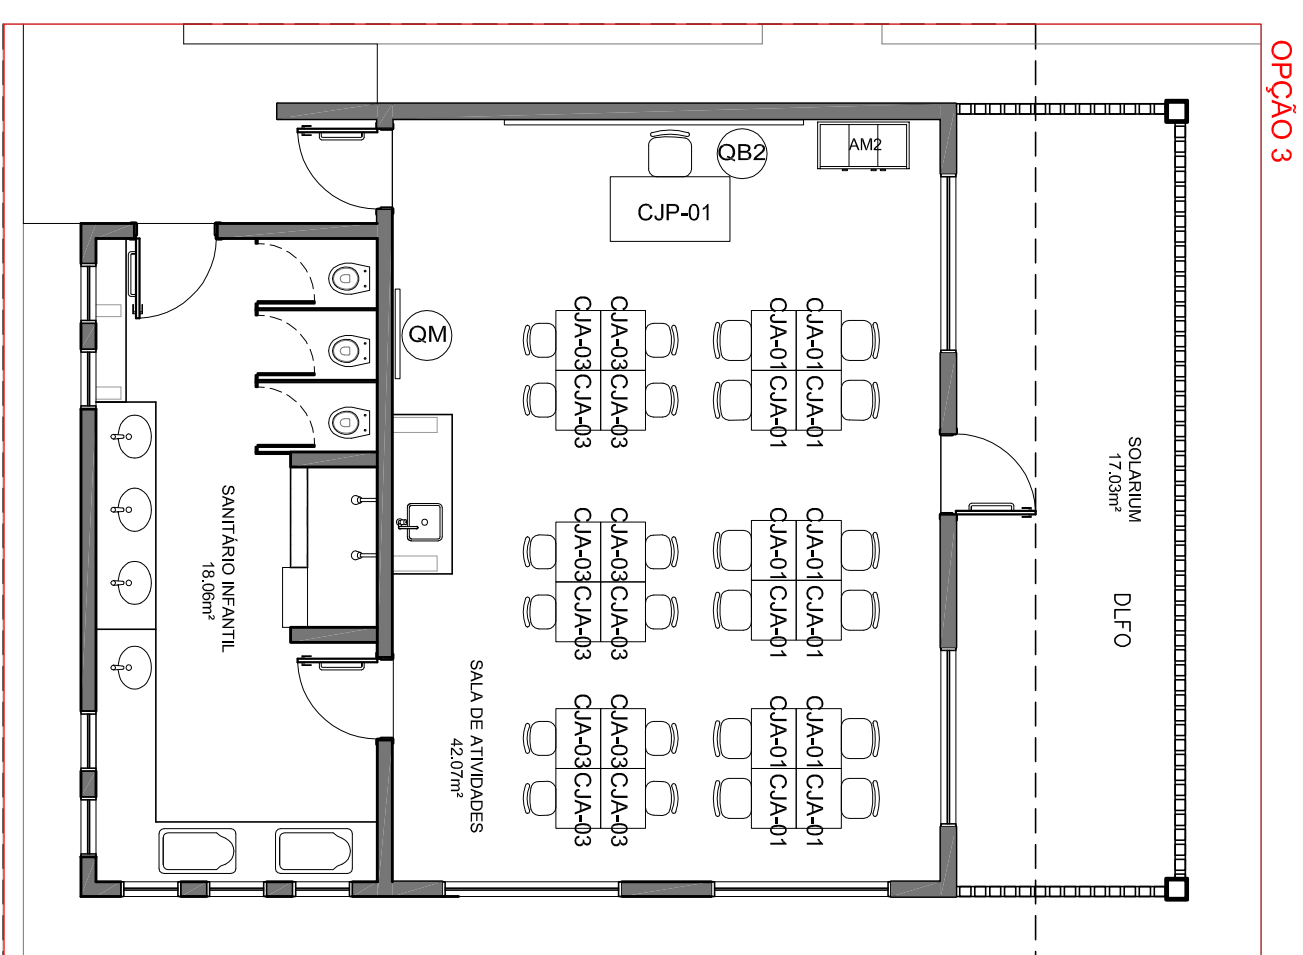 OPÇÃO 3
QB2
AM2
CJP-01
QM
CJA-03
CJA-03
CJA-01
CJA-01
CJA-03
CJA-03
CJA-01
CJA-01
SOLARIUM
17.03m²
DLFO
SANITÁRIO INFANTIL
18.06m²
CJA-03
CJA-03
CJA-01
CJA-01
CJA-03
CJA-03
CJA-01
CJA-01
SALA DE ATIVIDADES
42.07m²
CJA-03
CJA-03
CJA-01
CJA-01
CJA-03
CJA-03
CJA-01
CJA-01